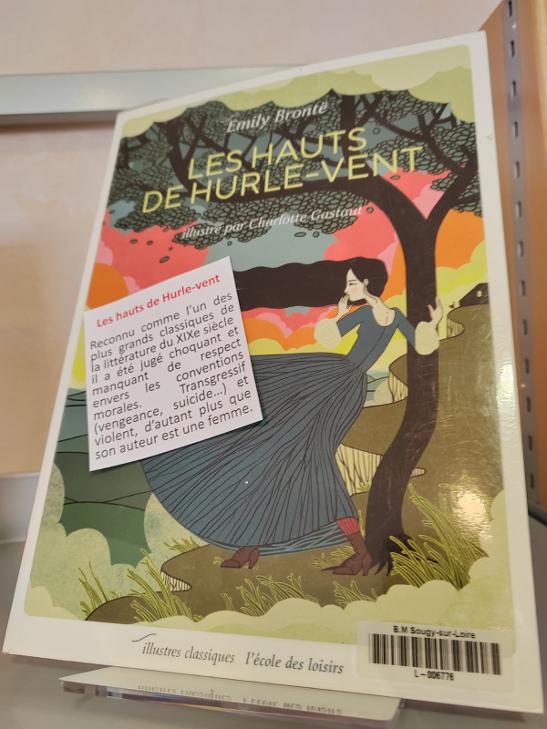 Emily Brontë
LES HAUTS
DE HURLE-VENT
illustré par Charlotte Gastaut
Les hauts de Hurle-vent
Reconnu comme l'un des
plus grands classiques de
la littérature du XIXe siècle
il a été jugé choquant et
manquant de respect
envers les conventions
morales. Transgressif
(vengeance, suicide...) et
violent, d'autant plus que
son auteur est une femme.
illustres classiques l'école des loisirs
B.M Sougy-sur-Loire
L-006776